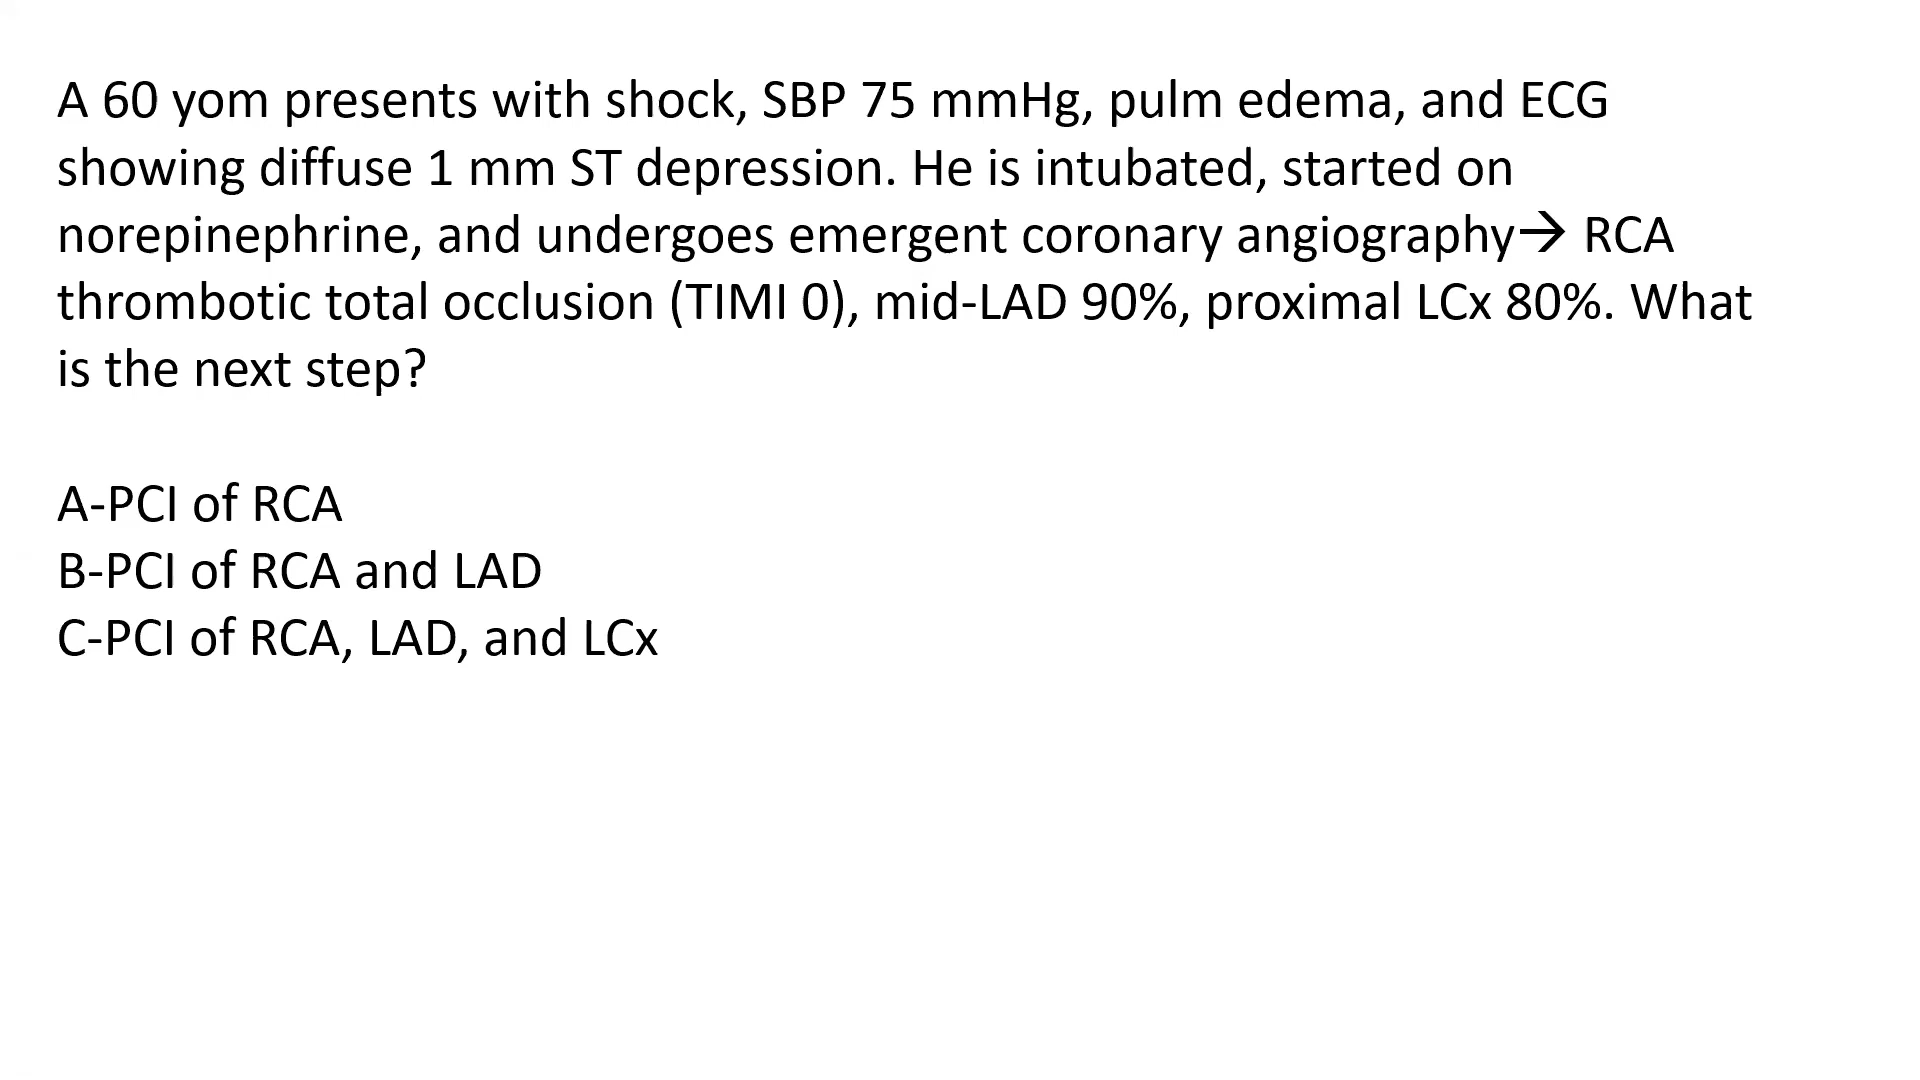 A 60 yom presents with shock, SBP 75 mmHg, pulm edema, and ECG
showing diffuse 1 mm ST depression. He is intubated, started on
norepinephrine, and undergoes emergent coronary angiography→ RCA
thrombotic total occlusion (TIMI 0), mid-LAD 90%, proximal LCx 80%. What
is the next step?
A-PCI of RCA
B-PCI of RCA and LAD
C-PCI of RCA, LAD, and LCx